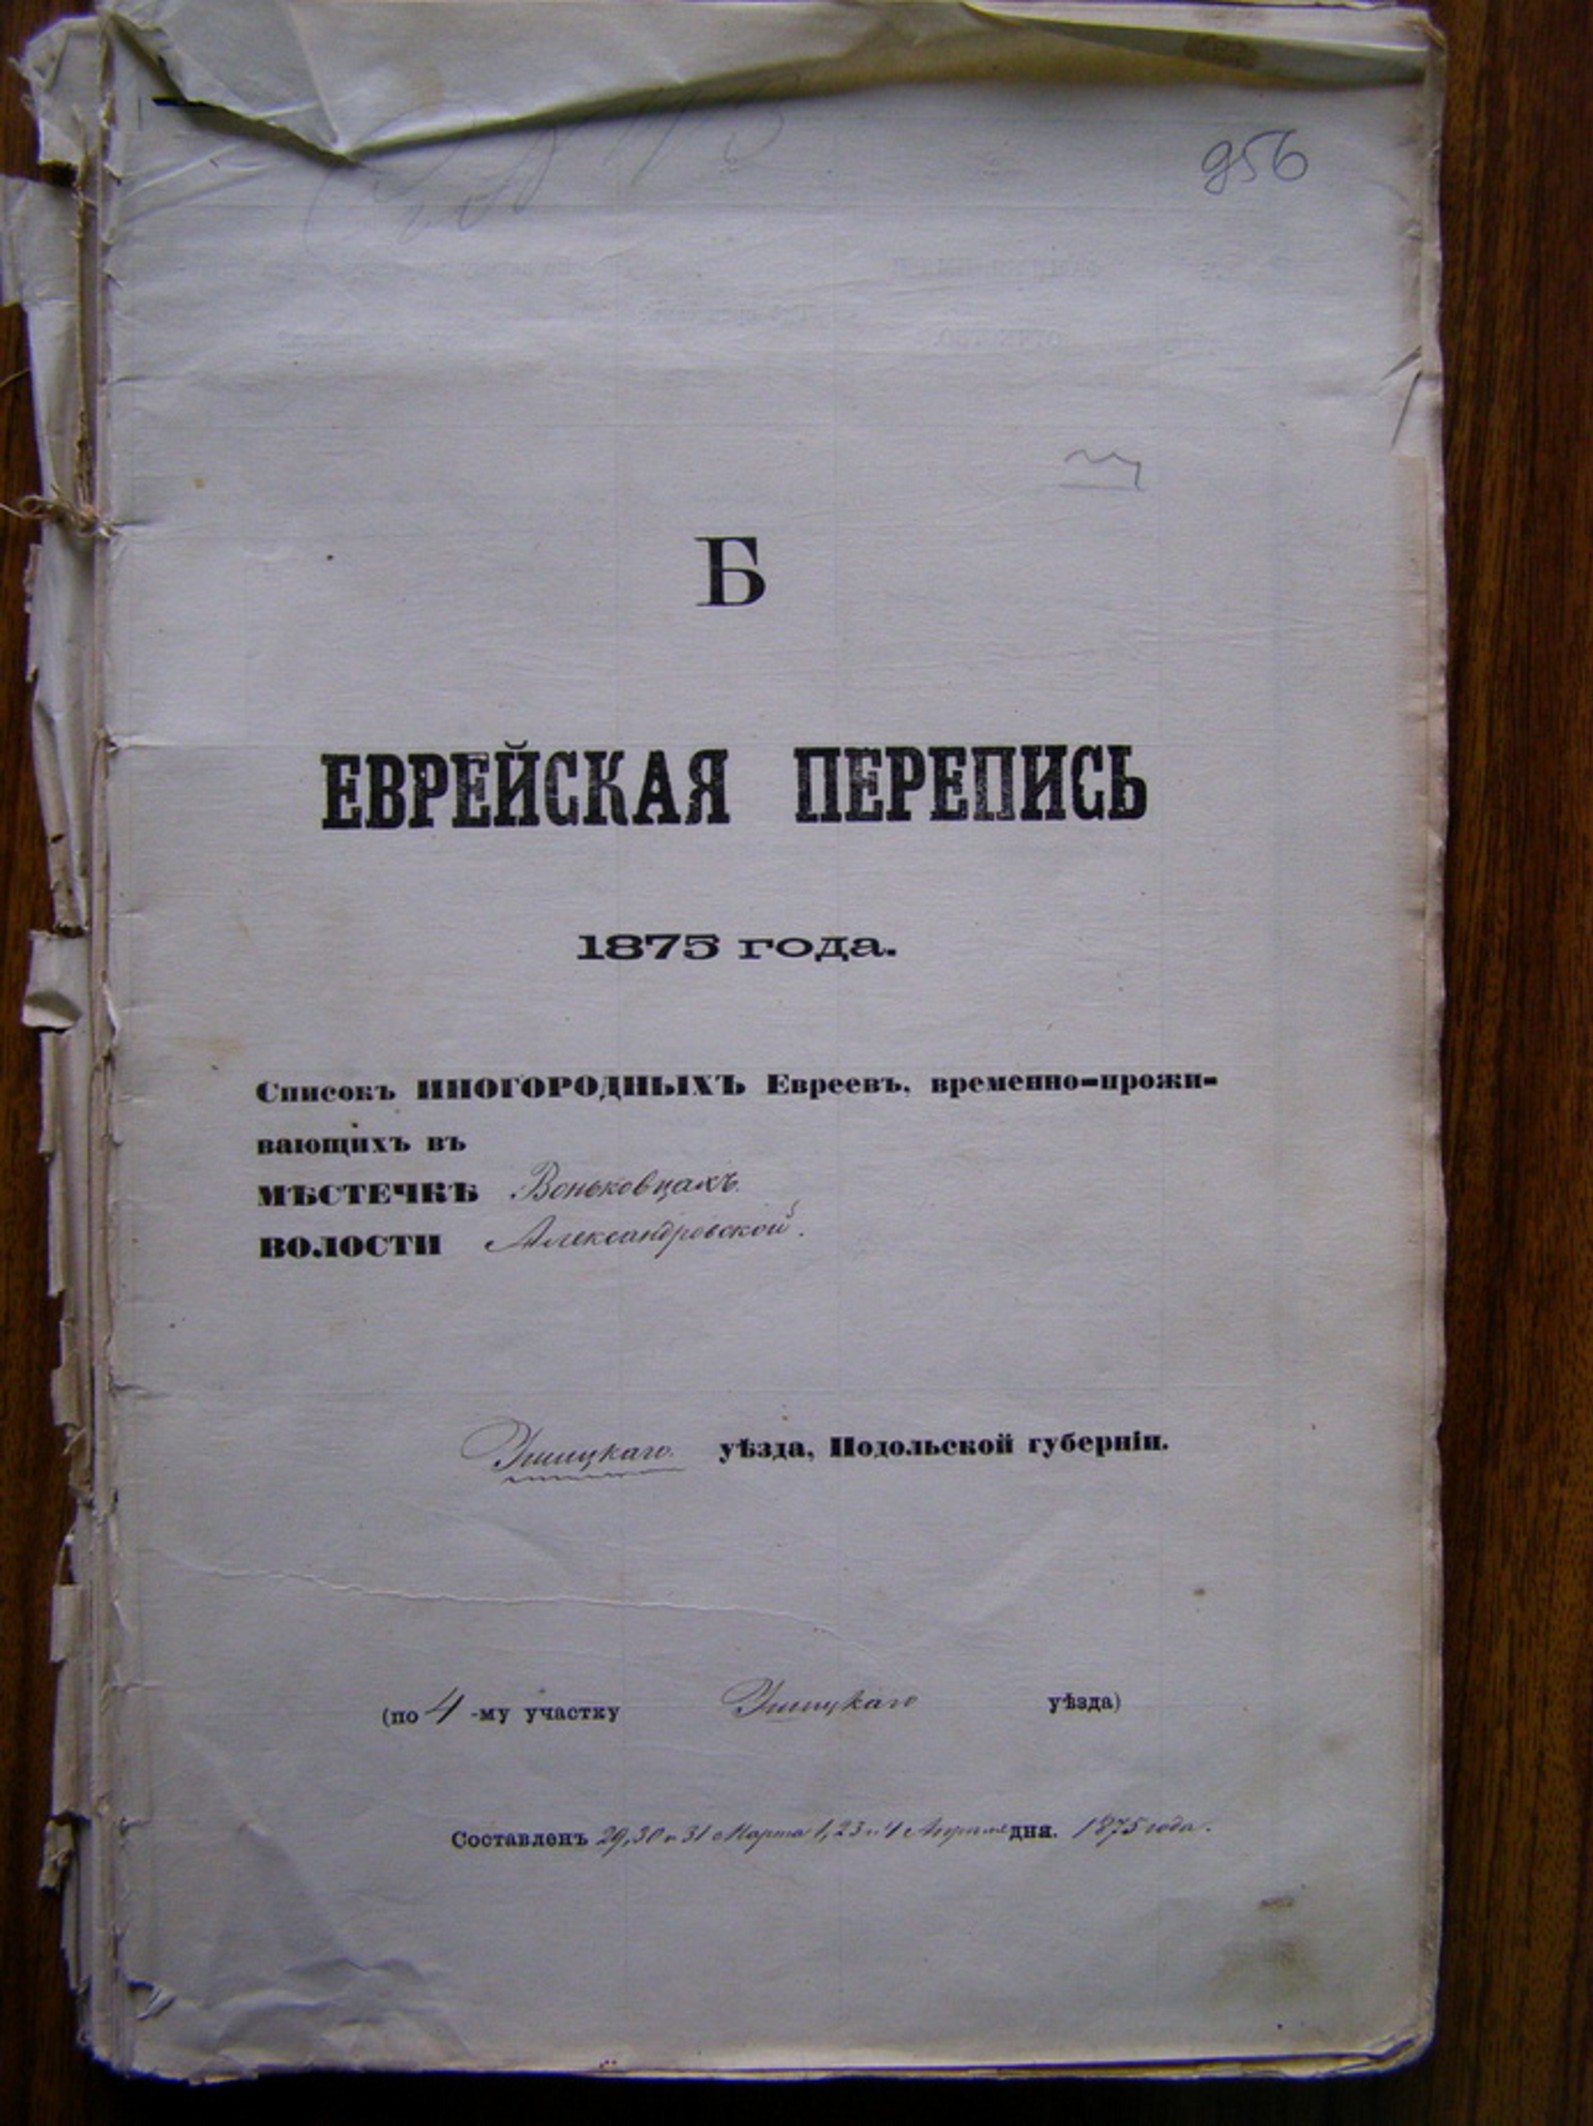 956
Б
ЕВРЕЙСКАЯ ПЕРЕПИСЬ
1875 года.
Списокъ ИНОГОРОДНЫХЪ Евреевъ, временно-прожи-
вающихъ въ
МѢСТЕЧКѢ Воньковцахъ.
ВОЛОСТИ Александровской.
Ушицкаго. уѣзда, Подольской губерніи.
(по 4 -му участку Ушицкаго уѣзда)
Составленъ 29, 30 и 31 Марта 1, 2 3 и 4 Апреля дня. 1875 года.